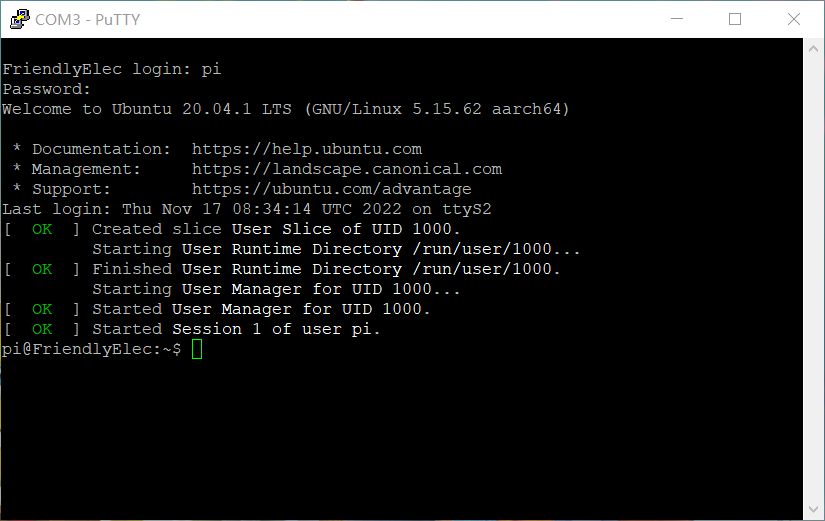 COM3 - PuTTY
FriendlyElec login: pi
Password:
Welcome to Ubuntu 20.04.1 LTS (GNU/Linux 5.15.62 aarch64)
 * Documentation:  https://help.ubuntu.com
 * Management:     https://landscape.canonical.com
 * Support:        https://ubuntu.com/advantage
Last login: Thu Nov 17 08:34:14 UTC 2022 on ttyS2
[  OK  ] Created slice User Slice of UID 1000.
         Starting User Runtime Directory /run/user/1000...
[  OK  ] Finished User Runtime Directory /run/user/1000.
         Starting User Manager for UID 1000...
[  OK  ] Started User Manager for UID 1000.
[  OK  ] Started Session 1 of user pi.
pi@FriendlyElec:~$